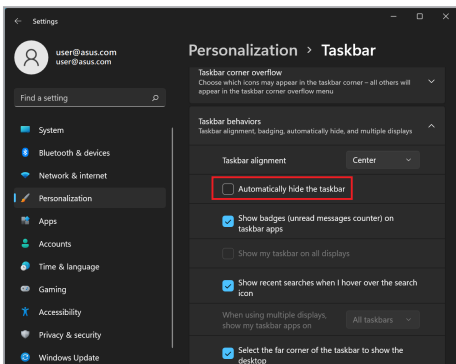 Settings
user@asus.com
user@asus.com
Find a setting
System
Bluetooth & devices
Network & internet
Personalization
Apps
Accounts
Time & language
Gaming
Accessibility
Privacy & security
Windows Update
Personalization > Taskbar
Taskbar corner overflow
Choose which icons may appear in the taskbar corner – all others will
appear in the taskbar corner overflow menu
Taskbar behaviors
Taskbar alignment, badging, automatically hide, and multiple displays
Taskbar alignment
Center
Automatically hide the taskbar
Show badges (unread messages counter) on
taskbar apps
Show my taskbar on all displays
Show recent searches when I hover over the search
icon
When using multiple displays,
show my taskbar apps on
All taskbars
Select the far corner of the taskbar to show the
desktop